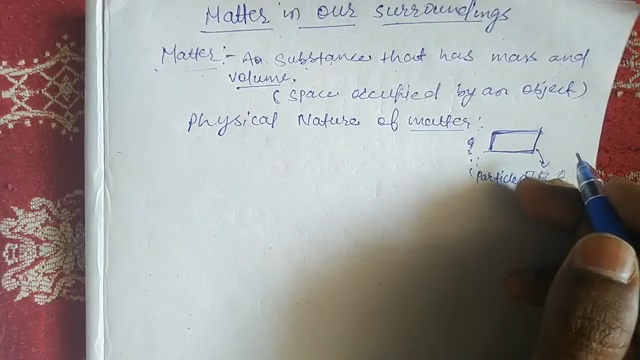 Matter in our surroundings
Matter :- A substance that has mass and
volume.
(space occupied by an object)
Physical Nature of matter :-
particle